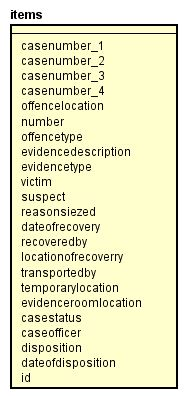 items
casenumber_1
casenumber_2
casenumber_3
casenumber_4
offencelocation
number
offencetype
evidencedescription
evidencetype
victim
suspect
reasonsiezed
dateofrecovery
recoveredby
locationofrecoverry
transportedby
temporarylocation
evidenceroomlocation
casestatus
caseofficer
disposition
dateofdisposition
id